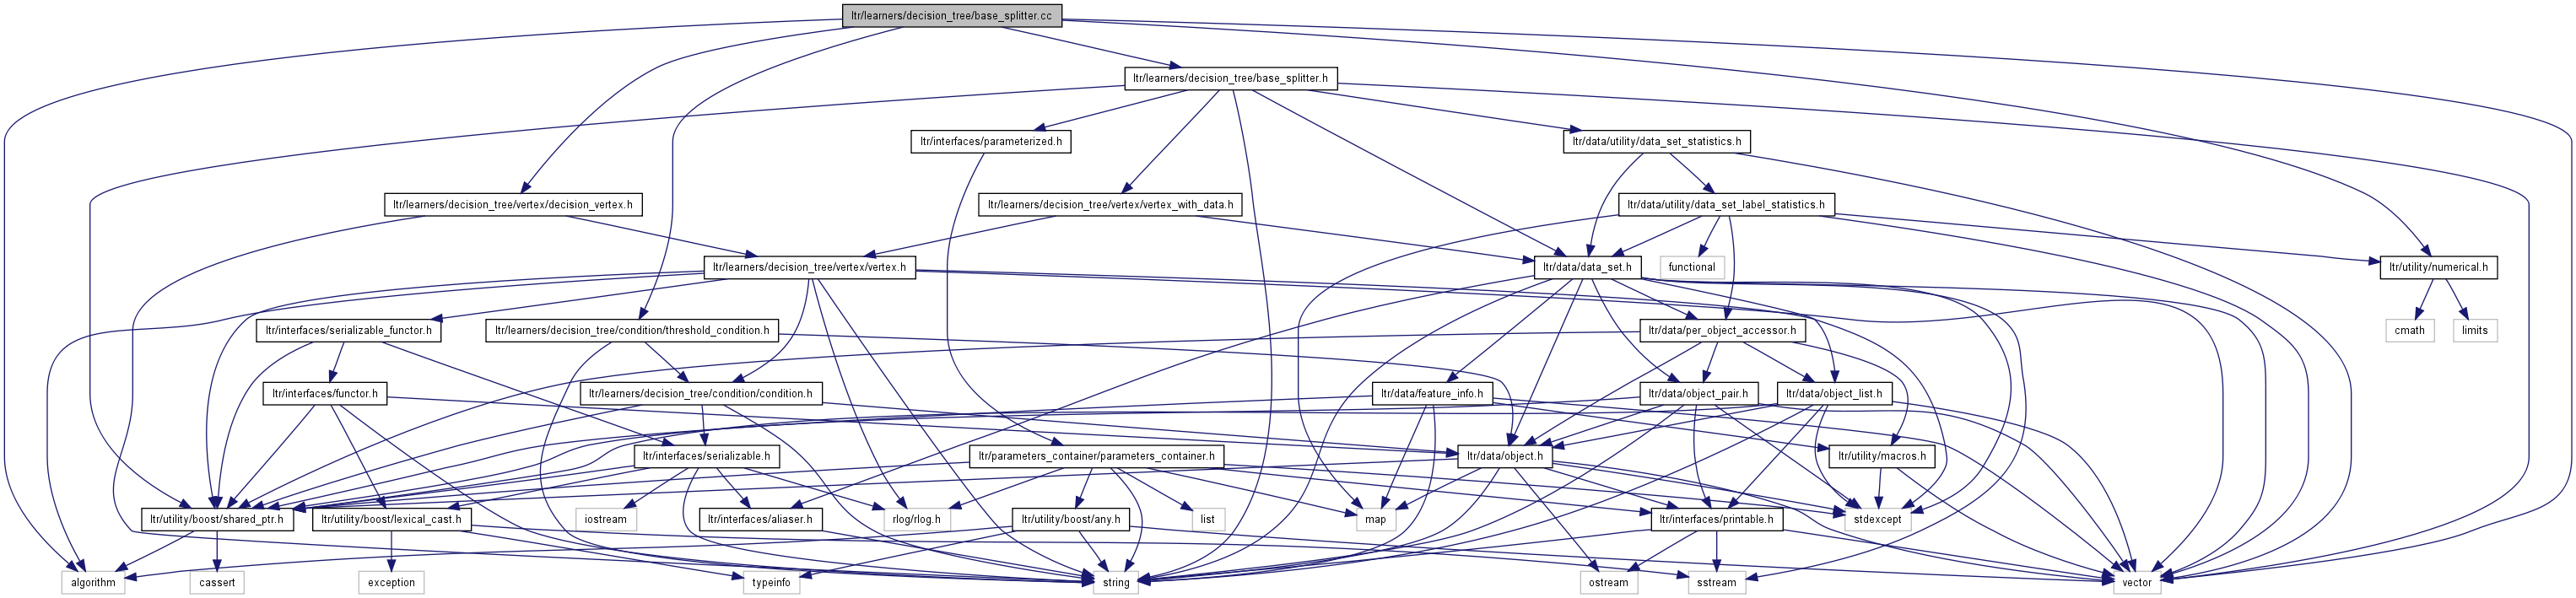 ltr/learners/decision_tree/base_splitter.cc
ltr/learners/decision_tree/base_splitter.h
ltr/interfaces/parameterized.h
ltr/data/utility/data_set_statistics.h
ltr/learners/decision_tree/vertex/decision_vertex.h
ltr/learners/decision_tree/vertex/vertex_with_data.h
ltr/data/utility/data_set_label_statistics.h
ltr/learners/decision_tree/vertex/vertex.h
ltr/data/data_set.h
functional
ltr/utility/numerical.h
ltr/interfaces/serializable_functor.h
ltr/learners/decision_tree/condition/threshold_condition.h
ltr/data/per_object_accessor.h
cmath
limits
ltr/interfaces/functor.h
ltr/learners/decision_tree/condition/condition.h
ltr/data/feature_info.h
ltr/data/object_pair.h
ltr/data/object_list.h
ltr/interfaces/serializable.h
ltr/parameters_container/parameters_container.h
ltr/data/object.h
ltr/utility/macros.h
ltr/utility/boost/shared_ptr.h
ltr/utility/boost/lexical_cast.h
iostream
ltr/interfaces/aliaser.h
rlog/rlog.h
ltr/utility/boost/any.h
list
map
ltr/interfaces/printable.h
stdexcept
algorithm
cassert
exception
typeinfo
string
ostream
sstream
vector